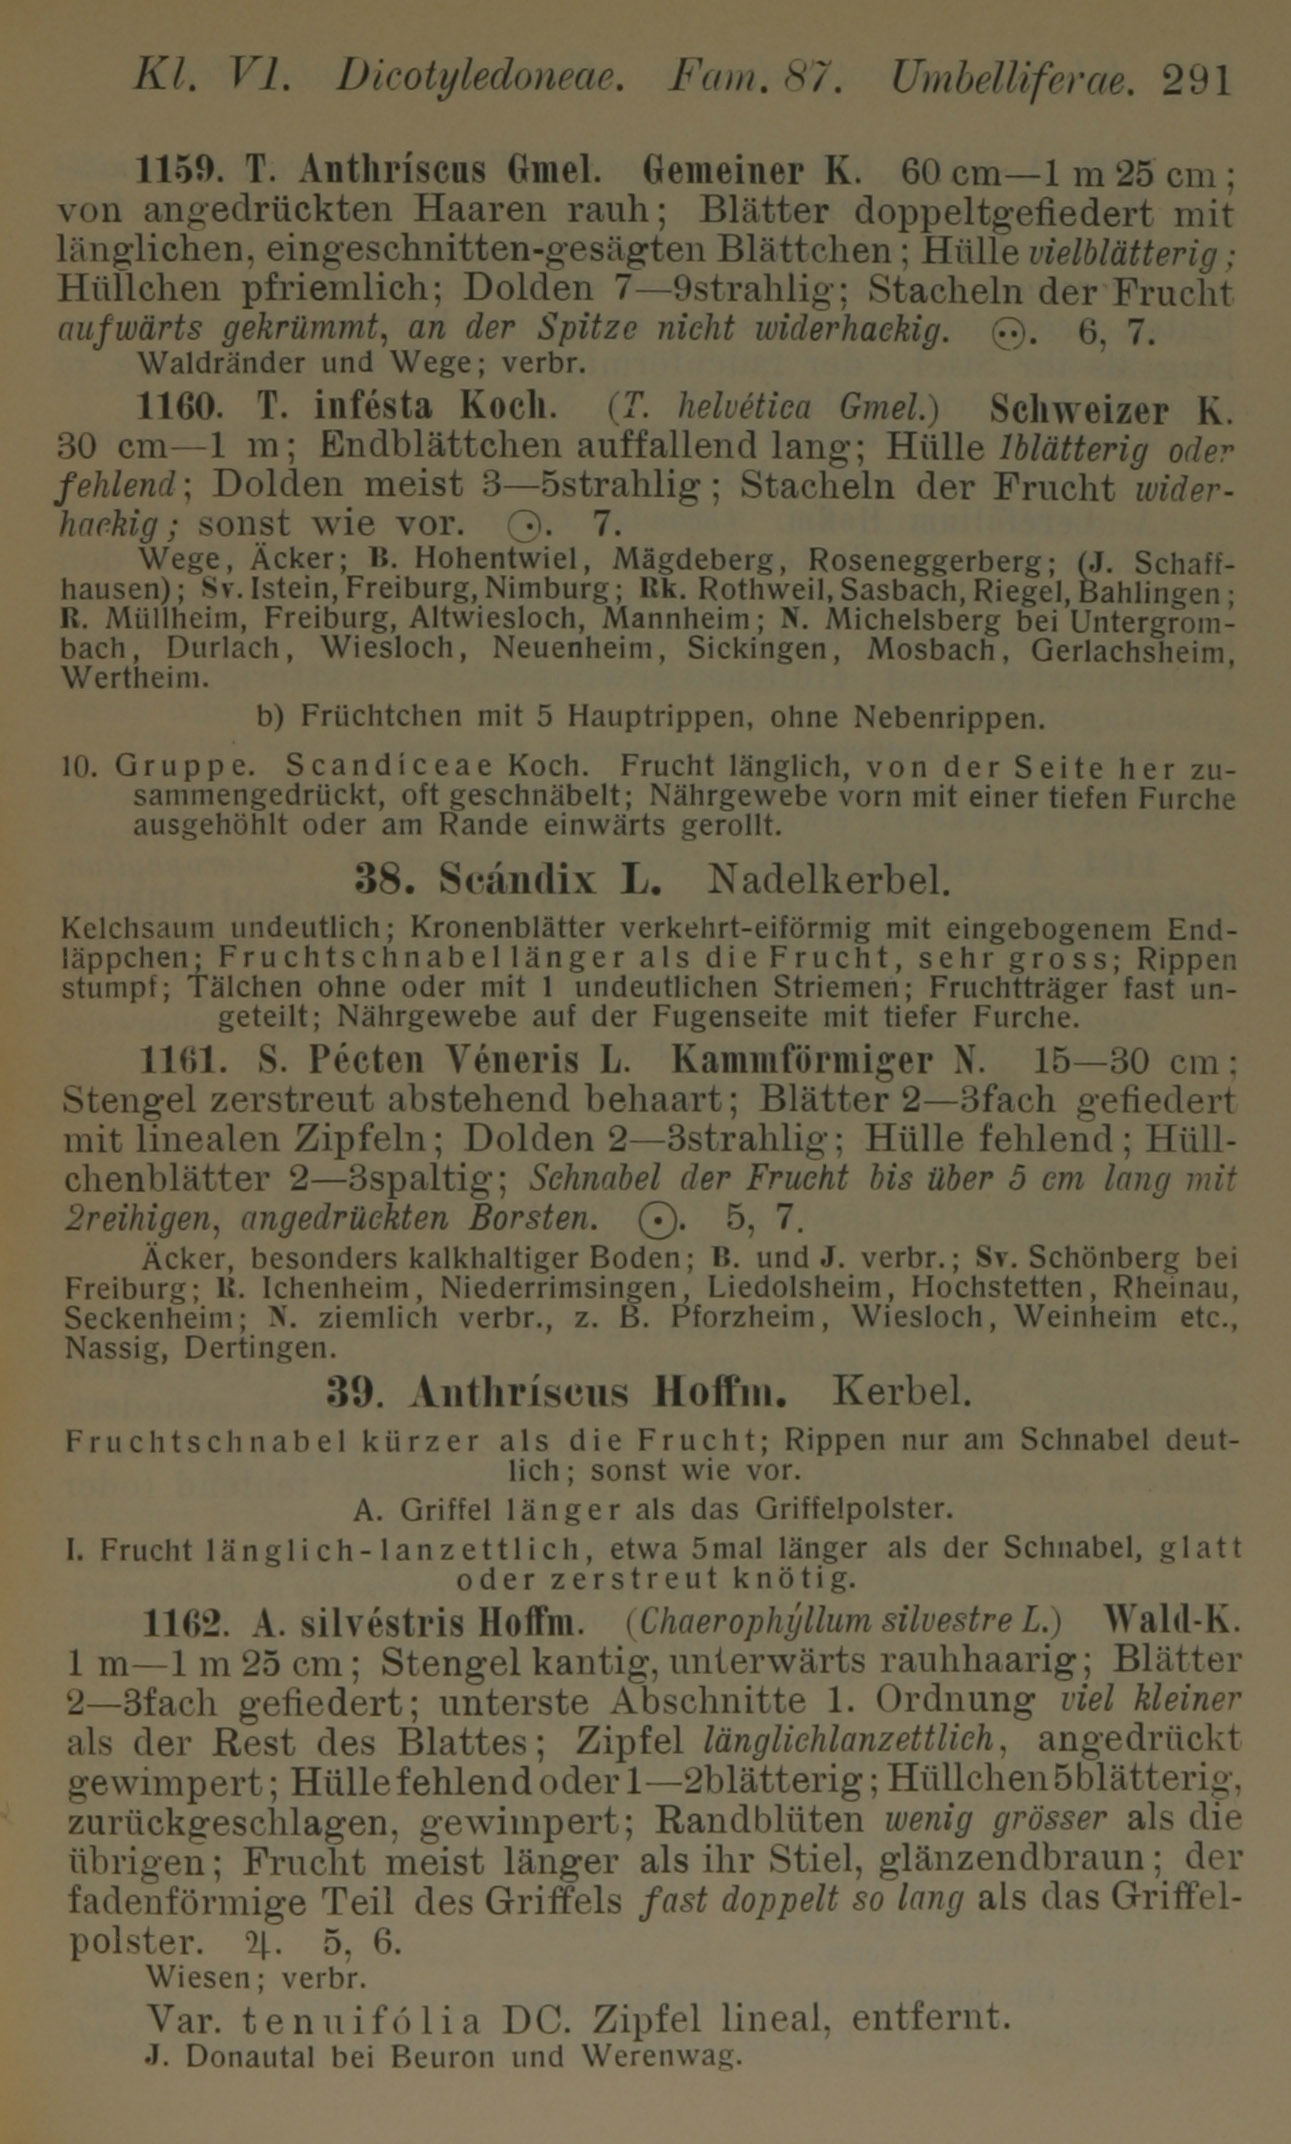 Kl. VI. Dicotyledoneae. Fam. 87. Umbelliferae. 291
1159. T. Anthríscus Gmel. Gemeiner K. 60 cm—1 m 25 cm;
von angedrückten Haaren rauh; Blätter doppeltgefiedert mit
länglichen, eingeschnitten-gesägten Blättchen; Hülle vielblätterig;
Hüllchen pfriemlich; Dolden 7—9strahlig; Stacheln der Frucht
aufwärts gekrümmt, an der Spitze nicht widerhackig. ⊙. 6, 7.
Waldränder und Wege; verbr.
1160. T. infésta Koch. (T. helvética Gmel.) Schweizer K.
30 cm—1 m; Endblättchen auffallend lang; Hülle 1blätterig oder
fehlend; Dolden meist 3—5strahlig; Stacheln der Frucht wider-
hackig; sonst wie vor. ⊙. 7.
Wege, Äcker; B. Hohentwiel, Mägdeberg, Roseneggerberg; (J. Schaff-
hausen); Sv. Istein, Freiburg, Nimburg; Rk. Rothweil, Sasbach, Riegel, Bahlingen;
R. Müllheim, Freiburg, Altwiesloch, Mannheim; N. Michelsberg bei Untergrom-
bach, Durlach, Wiesloch, Neuenheim, Sickingen, Mosbach, Gerlachsheim,
Wertheim.
b) Früchtchen mit 5 Hauptrippen, ohne Nebenrippen.
10. Gruppe. Scandíceae Koch. Frucht länglich, von der Seite her zu-
sammengedrückt, oft geschnäbelt; Nährgewebe vorn mit einer tiefen Furche
ausgehöhlt oder am Rande einwärts gerollt.
38. Scándix L. Nadelkerbel.
Kelchsaum undeutlich; Kronenblätter verkehrt-eiförmig mit eingebogenem End-
läppchen; Fruchtschnabel länger als die Frucht, sehr gross; Rippen
stumpf; Tälchen ohne oder mit 1 undeutlichen Striemen; Fruchtträger fast un-
geteilt; Nährgewebe auf der Fugenseite mit tiefer Furche.
1161. S. Pécten Véneris L. Kammförmiger N. 15—30 cm;
Stengel zerstreut abstehend behaart; Blätter 2—3fach gefiedert
mit linealen Zipfeln; Dolden 2—3strahlig; Hülle fehlend; Hüll-
chenblätter 2—3spaltig; Schnabel der Frucht bis über 5 cm lang mit
2reihigen, angedrückten Borsten. ⊙. 5, 7.
Äcker, besonders kalkhaltiger Boden; B. und J. verbr.; Sv. Schönberg bei
Freiburg; R. Ichenheim, Niederrimsingen, Liedolsheim, Hochstetten, Rheinau,
Seckenheim; N. ziemlich verbr., z. B. Pforzheim, Wiesloch, Weinheim etc.,
Nassig, Dertingen.
39. Anthríscus Hoffm. Kerbel.
Fruchtschnabel kürzer als die Frucht; Rippen nur am Schnabel deut-
lich; sonst wie vor.
A. Griffel länger als das Griffelpolster.
I. Frucht länglich-lanzettlich, etwa 5mal länger als der Schnabel, glatt
oder zerstreut knötig.
1162. A. silvéstris Hoffm. (Chaerophýllum silvestre L.) Wald-K.
1 m—1 m 25 cm; Stengel kantig, unterwärts rauhhaarig; Blätter
2—3fach gefiedert; unterste Abschnitte 1. Ordnung viel kleiner
als der Rest des Blattes; Zipfel länglichlanzettlich, angedrückt
gewimpert; Hülle fehlend oder 1—2blätterig; Hüllchen 5blätterig,
zurückgeschlagen, gewimpert; Randblüten wenig grösser als die
übrigen; Frucht meist länger als ihr Stiel, glänzendbraun; der
fadenförmige Teil des Griffels fast doppelt so lang als das Griffel-
polster. ♃. 5, 6.
Wiesen; verbr.
Var. tenuifólia DC. Zipfel lineal, entfernt.
J. Donautal bei Beuron und Werenwag.